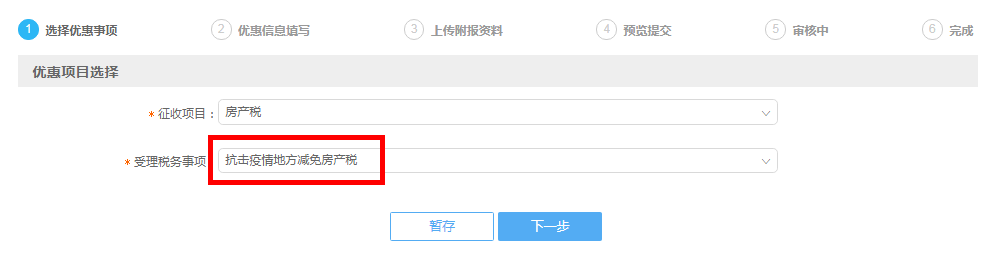 1 选择优惠事项 2 优惠信息填写 3 上传附报资料 4 预览提交 5 审核中 6 完成
优惠项目选择
* 征收项目： 房产税
* 受理税务事项 抗击疫情地方减免房产税
暂存 下一步